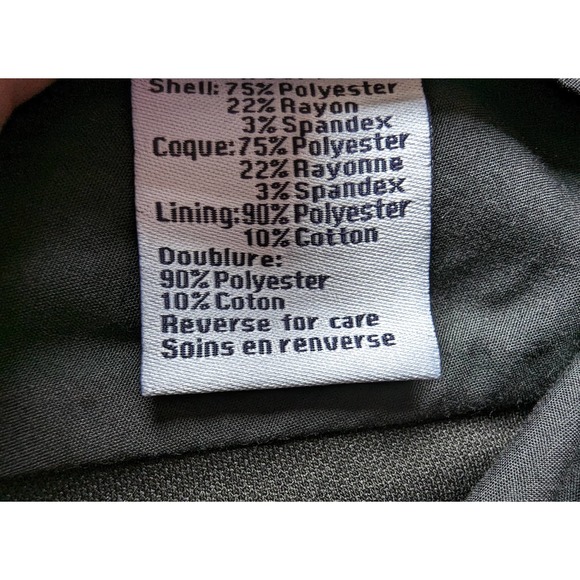 Shell: 75% Polyester
22% Rayon
3% Spandex
Coque: 75% Polyester
22% Rayonne
3% Spandex
Lining: 90% Polyester
10% Cotton
Doublure:
90% Polyester
10% Coton
Reverse for care
Soins en renverse